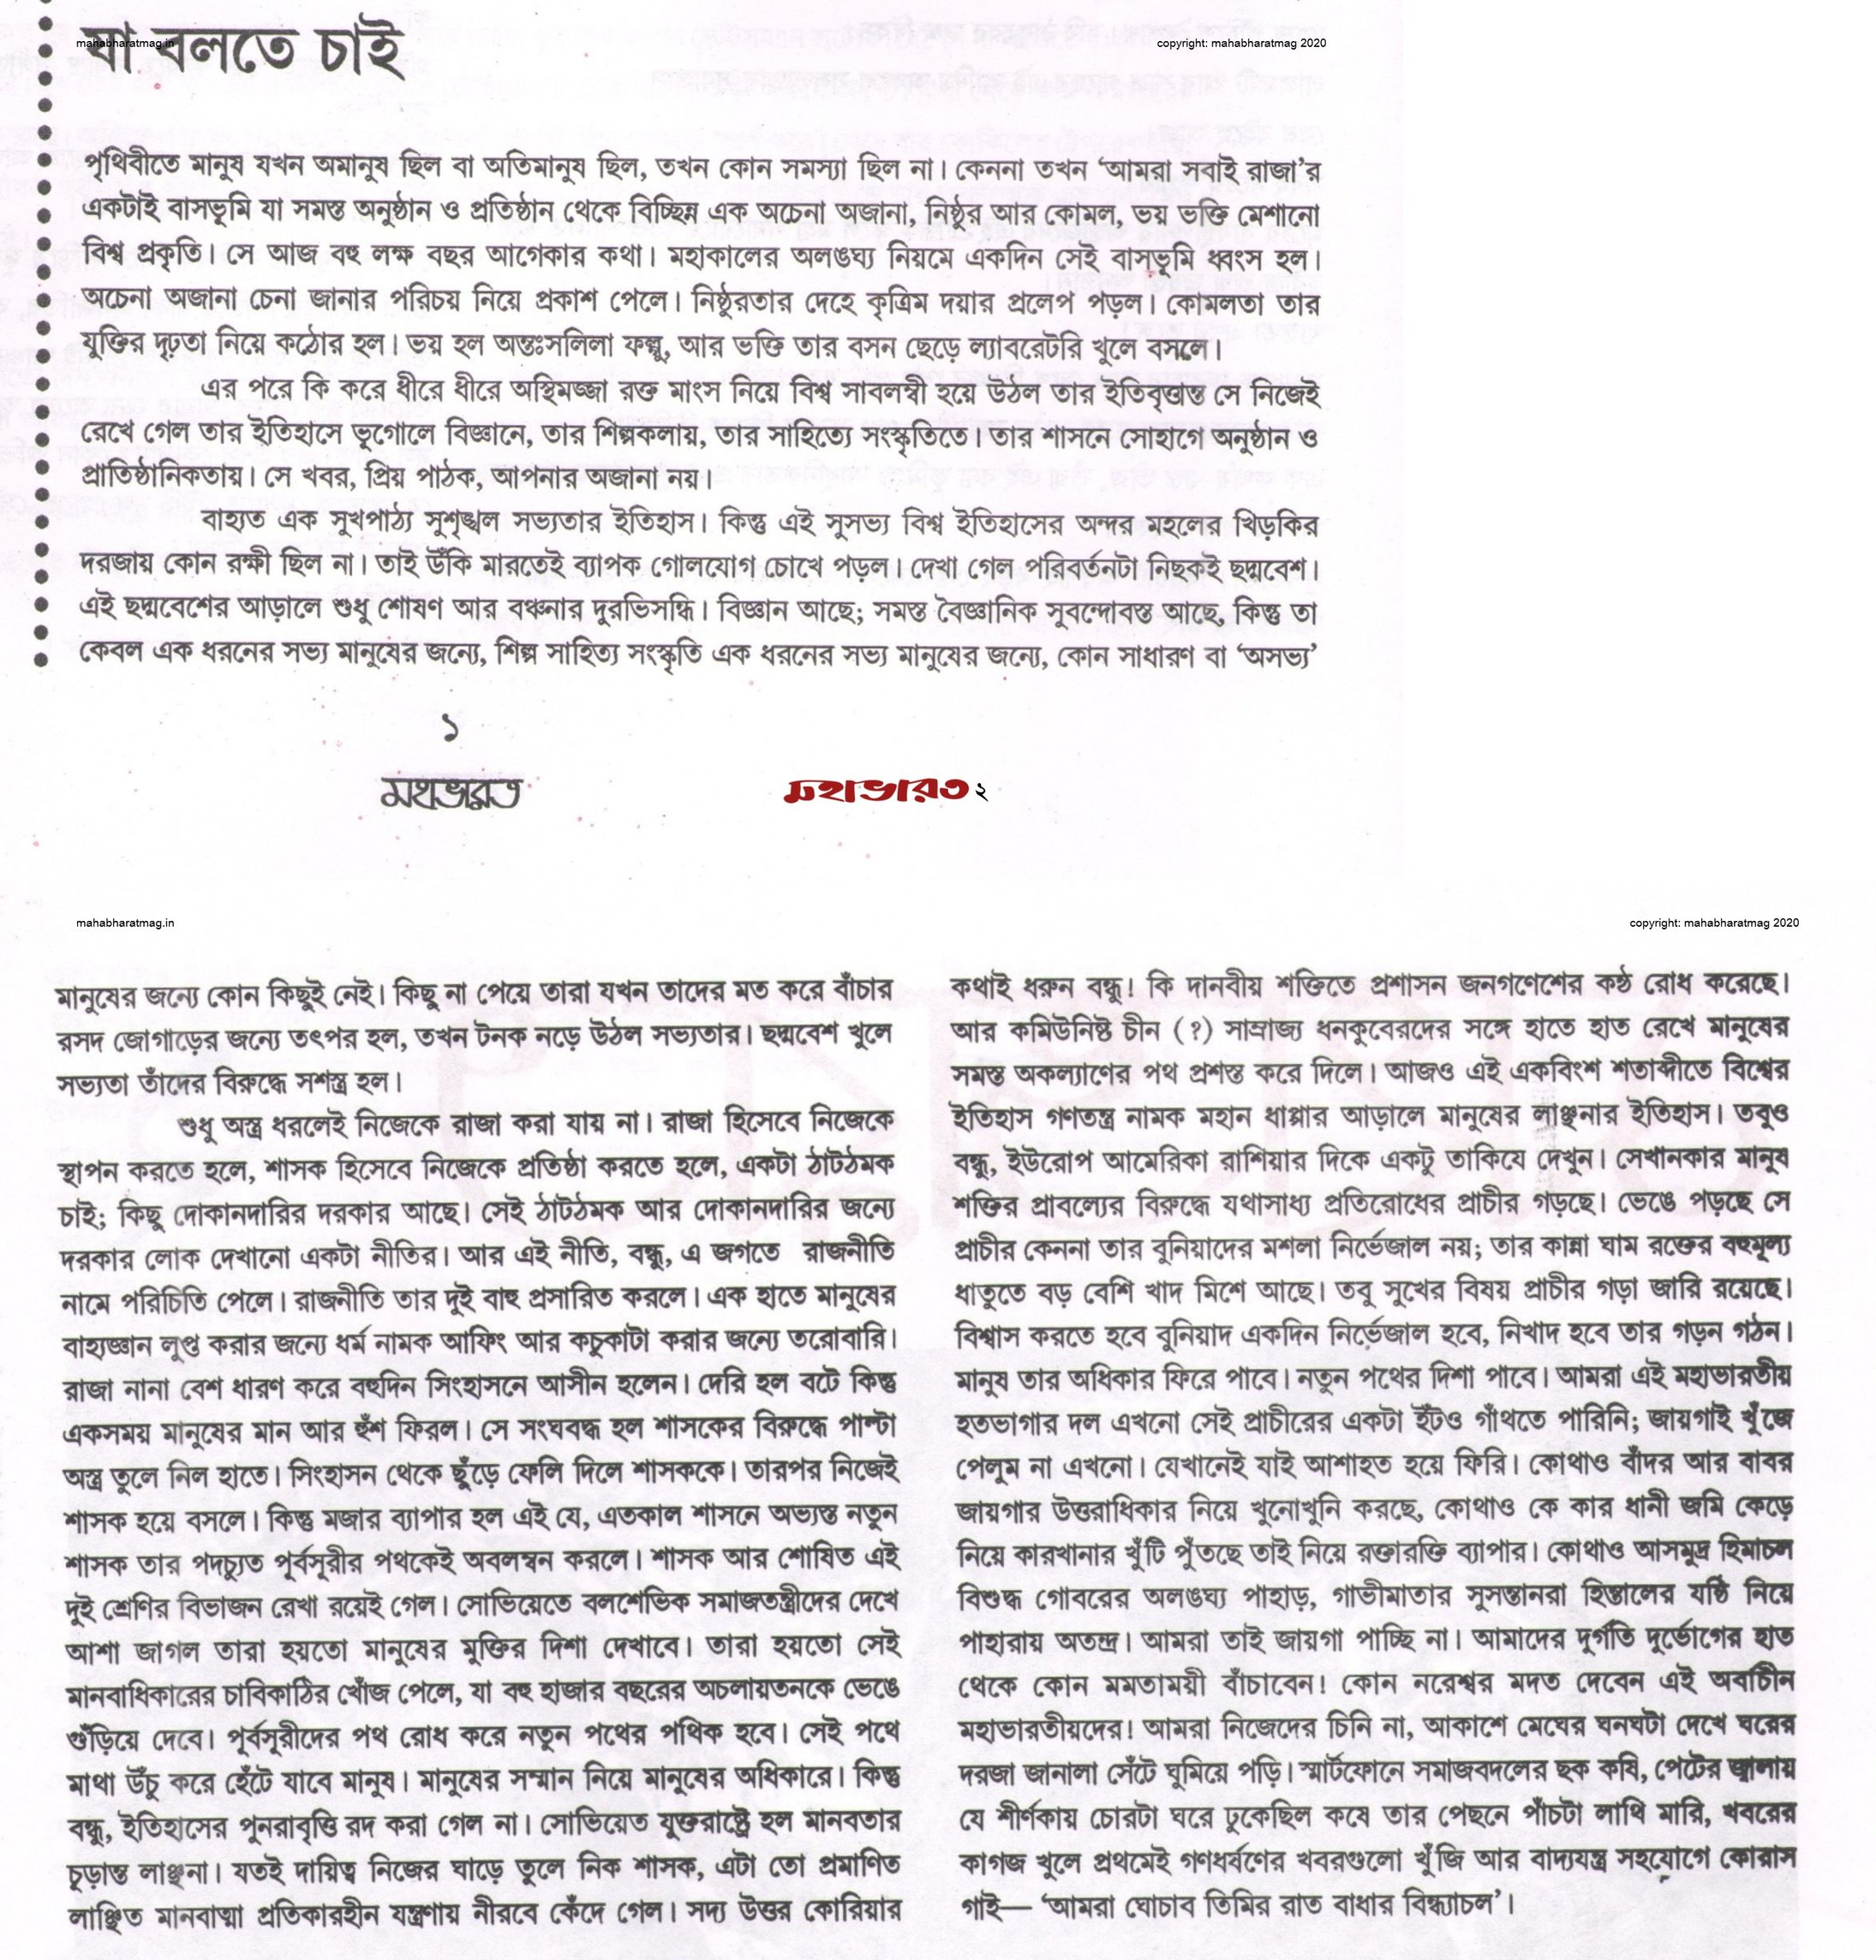 যা বলতে চাই
mahabharatmag.in
copyright: mahabharatmag 2020
পৃথিবীতে মানুষ যখন অমানুষ ছিল বা অতিমানুষ ছিল, তখন কোন সমস্যা ছিল না। কেননা তখন ‘আমরা সবাই রাজা’র
একটাই বাসভূমি যা সমস্ত অনুষ্ঠান ও প্রতিষ্ঠান থেকে বিচ্ছিন্ন এক অচেনা অজানা, নিষ্ঠুর আর কোমল, ভয় ভক্তি মেশানো
বিশ্ব প্রকৃতি। সে আজ বহু লক্ষ বছর আগেকার কথা। মহাকালের অলঙঘ্য নিয়মে একদিন সেই বাসভূমি ধ্বংস হল।
অচেনা অজানা চেনা জানার পরিচয় নিয়ে প্রকাশ পেলে। নিষ্ঠুরতার দেহে কৃত্রিম দয়ার প্রলেপ পড়ল। কোমলতা তার
যুক্তির দৃঢ়তা নিয়ে কঠোর হল। ভয় হল অন্তঃসলিলা ফল্গু, আর ভক্তি তার বসন ছেড়ে ল্যাবরেটরি খুলে বসলে।
এর পরে কি করে ধীরে ধীরে অস্থিমজ্জা রক্ত মাংস নিয়ে বিশ্ব সাবলম্বী হয়ে উঠল তার ইতিবৃত্তান্ত সে নিজেই
রেখে গেল তার ইতিহাসে ভূগোলে বিজ্ঞানে, তার শিল্পকলায়, তার সাহিত্যে সংস্কৃতিতে। তার শাসনে সোহাগে অনুষ্ঠান ও
প্রাতিষ্ঠানিকতায়। সে খবর, প্রিয় পাঠক, আপনার অজানা নয়।
বাহ্যত এক সুখপাঠ্য সুশৃঙ্খল সভ্যতার ইতিহাস। কিন্তু এই সুসভ্য বিশ্ব ইতিহাসের অন্দর মহলের খিড়কির
দরজায় কোন রক্ষী ছিল না। তাই উঁকি মারতেই ব্যাপক গোলযোগ চোখে পড়ল। দেখা গেল পরিবর্তনটা নিছকই ছদ্মবেশ।
এই ছদ্মবেশের আড়ালে শুধু শোষণ আর বঞ্চনার দুরভিসন্ধি। বিজ্ঞান আছে; সমস্ত বৈজ্ঞানিক সুবন্দোবস্ত আছে, কিন্তু তা
কেবল এক ধরনের সভ্য মানুষের জন্যে, শিল্প সাহিত্য সংস্কৃতি এক ধরনের সভ্য মানুষের জন্যে, কোন সাধারণ বা ‘অসভ্য’
১
মহাভারত
মহাভারত ২
mahabharatmag.in
copyright: mahabharatmag 2020
মানুষের জন্যে কোন কিছুই নেই। কিছু না পেয়ে তারা যখন তাদের মত করে বাঁচার
রসদ জোগাড়ের জন্যে তৎপর হল, তখন টনক নড়ে উঠল সভ্যতার। ছদ্মবেশ খুলে
সভ্যতা তাঁদের বিরুদ্ধে সশস্ত্র হল।
শুধু অস্ত্র ধরলেই নিজেকে রাজা করা যায় না। রাজা হিসেবে নিজেকে
স্থাপন করতে হলে, শাসক হিসেবে নিজেকে প্রতিষ্ঠা করতে হলে, একটা ঠাটঠমক
চাই; কিছু দোকানদারির দরকার আছে। সেই ঠাটঠমক আর দোকানদারির জন্যে
দরকার লোক দেখানো একটা নীতির। আর এই নীতি, বন্ধু, এ জগতে রাজনীতি
নামে পরিচিতি পেলে। রাজনীতি তার দুই বাহু প্রসারিত করলে। এক হাতে মানুষের
বাহ্যজ্ঞান লুপ্ত করার জন্যে ধর্ম নামক আফিং আর কচুকাটা করার জন্যে তরোবারি।
রাজা নানা বেশ ধারণ করে বহুদিন সিংহাসনে আসীন হলেন। দেরি হল বটে কিন্তু
একসময় মানুষের মান আর হুঁশ ফিরল। সে সংঘবদ্ধ হল শাসকের বিরুদ্ধে পাল্টা
অস্ত্র তুলে নিল হাতে। সিংহাসন থেকে ছুঁড়ে ফেলি দিলে শাসককে। তারপর নিজেই
শাসক হয়ে বসলে। কিন্তু মজার ব্যাপার হল এই যে, এতকাল শাসনে অভ্যস্ত নতুন
শাসক তার পদচ্যুত পূর্বসূরীর পথকেই অবলম্বন করলে। শাসক আর শোষিত এই
দুই শ্রেণির বিভাজন রেখা রয়েই গেল। সোভিয়েতে বলশেভিক সমাজতন্ত্রীদের দেখে
আশা জাগল তারা হয়তো মানুষের মুক্তির দিশা দেখাবে। তারা হয়তো সেই
মানবাধিকারের চাবিকাঠির খোঁজ পেলে, যা বহু হাজার বছরের অচলায়তনকে ভেঙে
গুঁড়িয়ে দেবে। পূর্বসূরীদের পথ রোধ করে নতুন পথের পথিক হবে। সেই পথে
মাথা উঁচু করে হেঁটে যাবে মানুষ। মানুষের সম্মান নিয়ে মানুষের অধিকারে। কিন্তু
বন্ধু, ইতিহাসের পুনরাবৃত্তি রদ করা গেল না। সোভিয়েত যুক্তরাষ্ট্রে হল মানবতার
চূড়ান্ত লাঞ্ছনা। যতই দায়িত্ব নিজের ঘাড়ে তুলে নিক শাসক, এটা তো প্রমাণিত
লাঞ্ছিত মানবাত্মা প্রতিকারহীন যন্ত্রণায় নীরবে কেঁদে গেল। সদ্য উত্তর কোরিয়ার
কথাই ধরুন বন্ধু! কি দানবীয় শক্তিতে প্রশাসন জনগণেশের কন্ঠ রোধ করেছে।
আর কমিউনিষ্ট চীন (?) সাম্রাজ্য ধনকুবেরদের সঙ্গে হাতে হাত রেখে মানুষের
সমস্ত অকল্যাণের পথ প্রশস্ত করে দিলে। আজও এই একবিংশ শতাব্দীতে বিশ্বের
ইতিহাস গণতন্ত্র নামক মহান ধাপ্পার আড়ালে মানুষের লাঞ্ছনার ইতিহাস। তবুও
বন্ধু, ইউরোপ আমেরিকা রাশিয়ার দিকে একটু তাকিযে দেখুন। সেখানকার মানুষ
শক্তির প্রাবল্যের বিরুদ্ধে যথাসাধ্য প্রতিরোধের প্রাচীর গড়ছে। ভেঙে পড়ছে সে
প্রাচীর কেননা তার বুনিয়াদের মশলা নির্ভেজাল নয়; তার কান্না ঘাম রক্তের বহুমূল্য
ধাতুতে বড় বেশি খাদ মিশে আছে। তবু সুখের বিষয় প্রাচীর গড়া জারি রয়েছে।
বিশ্বাস করতে হবে বুনিয়াদ একদিন নির্ভেজাল হবে, নিখাদ হবে তার গড়ন গঠন।
মানুষ তার অধিকার ফিরে পাবে। নতুন পথের দিশা পাবে। আমরা এই মহাভারতীয়
হতভাগার দল এখনো সেই প্রাচীরের একটা ইঁটও গাঁথতে পারিনি; জায়গাই খুঁজে
পেলুম না এখনো। যেখানেই যাই আশাহত হয়ে ফিরি। কোথাও বাঁদর আর বাবর
জায়গার উত্তরাধিকার নিয়ে খুনোখুনি করছে, কোথাও কে কার ধানী জমি কেড়ে
নিয়ে কারখানার খুঁটি পুঁতছে তাই নিয়ে রক্তারক্তি ব্যাপার। কোথাও আসমুদ্র হিমাচল
বিশুদ্ধ গোবরের অলঙঘ্য পাহাড়, গাভীমাতার সুসন্তানরা হিন্তালের যষ্ঠি নিয়ে
পাহারায় অতন্দ্র। আমরা তাই জায়গা পাচ্ছি না। আমাদের দুর্গতি দুর্ভোগের হাত
থেকে কোন মমতাময়ী বাঁচাবেন! কোন নরেশ্বর মদত দেবেন এই অবাচীন
মহাভারতীয়দের! আমরা নিজেদের চিনি না, আকাশে মেঘের ঘনঘটা দেখে ঘরের
দরজা জানালা সেঁটে ঘুমিয়ে পড়ি। স্মার্টফোনে সমাজবদলের ছক কষি, পেটের জ্বালায়
যে শীর্ণকায় চোরটা ঘরে ঢুকেছিল কষে তার পেছনে পাঁচটা লাথি মারি, খবরের
কাগজ খুলে প্রথমেই গণধর্ষণের খবরগুলো খুঁজি আর বাদ্যযন্ত্র সহযোগে কোরাস
গাই— ‘আমরা ঘোচাব তিমির রাত বাধার বিন্ধ্যাচল’।